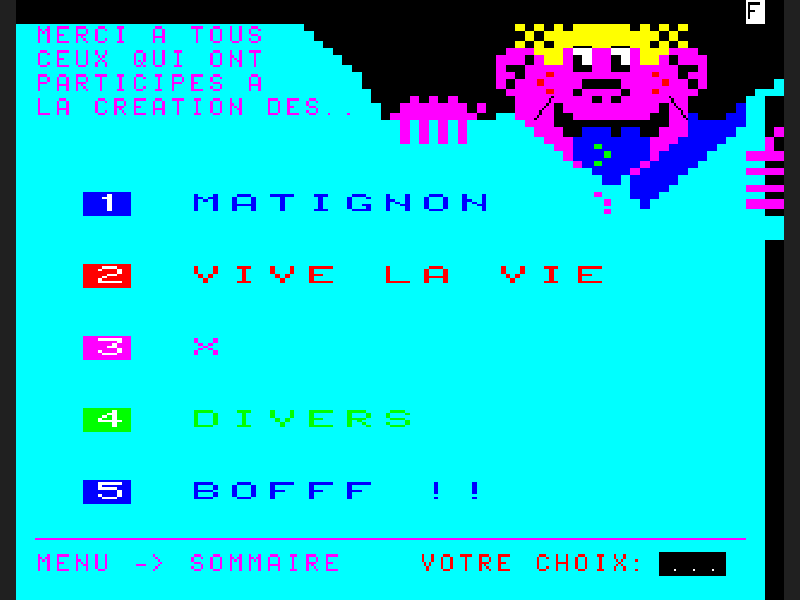 F
MERCI A TOUS
CEUX QUI ONT
PARTICIPES A
LA CREATION DES..
1 MATIGNON
2 VIVE LA VIE
3 X
4 DIVERS
5 BOFFF !!
MENU -> SOMMAIRE VOTRE CHOIX: ...